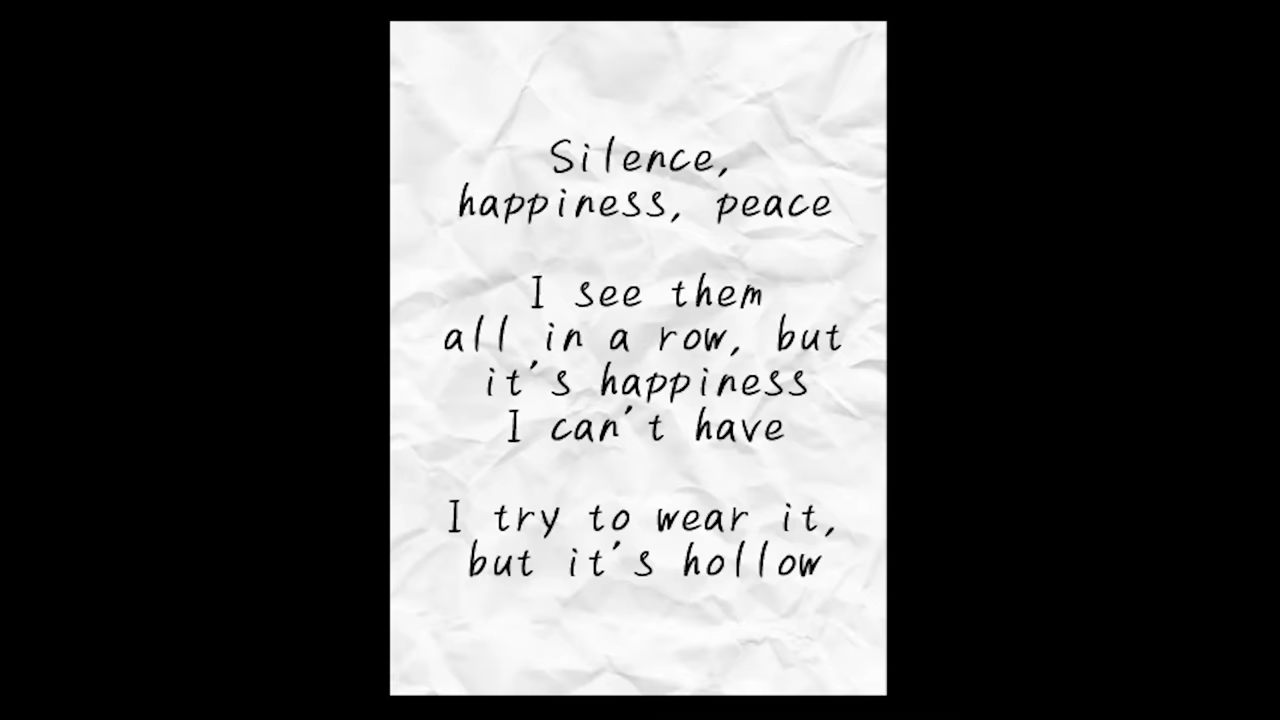 Silence,
happiness, peace
I see them
all in a row, but
it's happiness
I can't have
I try to wear it,
but it's hollow